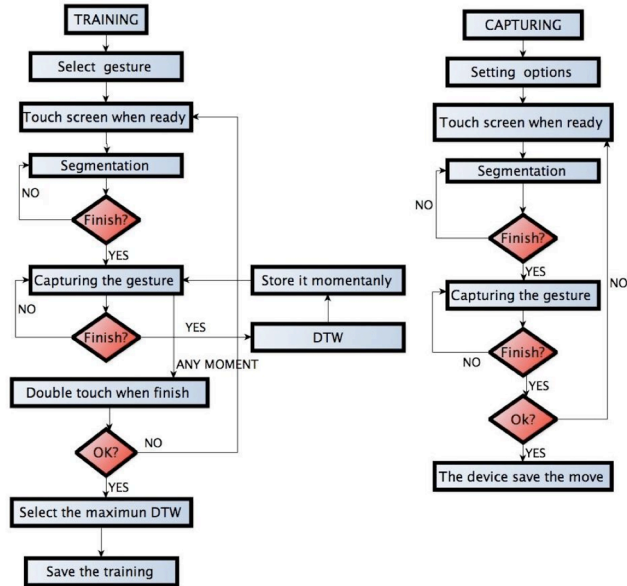 TRAINING
Select gesture
Touch screen when ready
Segmentation
NO
Finish?
YES
Capturing the gesture
Store it momentanly
NO
Finish?
YES
DTW
ANY MOMENT
Double touch when finish
OK?
NO
YES
Select the maximun DTW
Save the training
CAPTURING
Setting options
Touch screen when ready
Segmentation
NO
Finish?
YES
Capturing the gesture
NO
NO
Finish?
YES
Ok?
YES
The device save the move